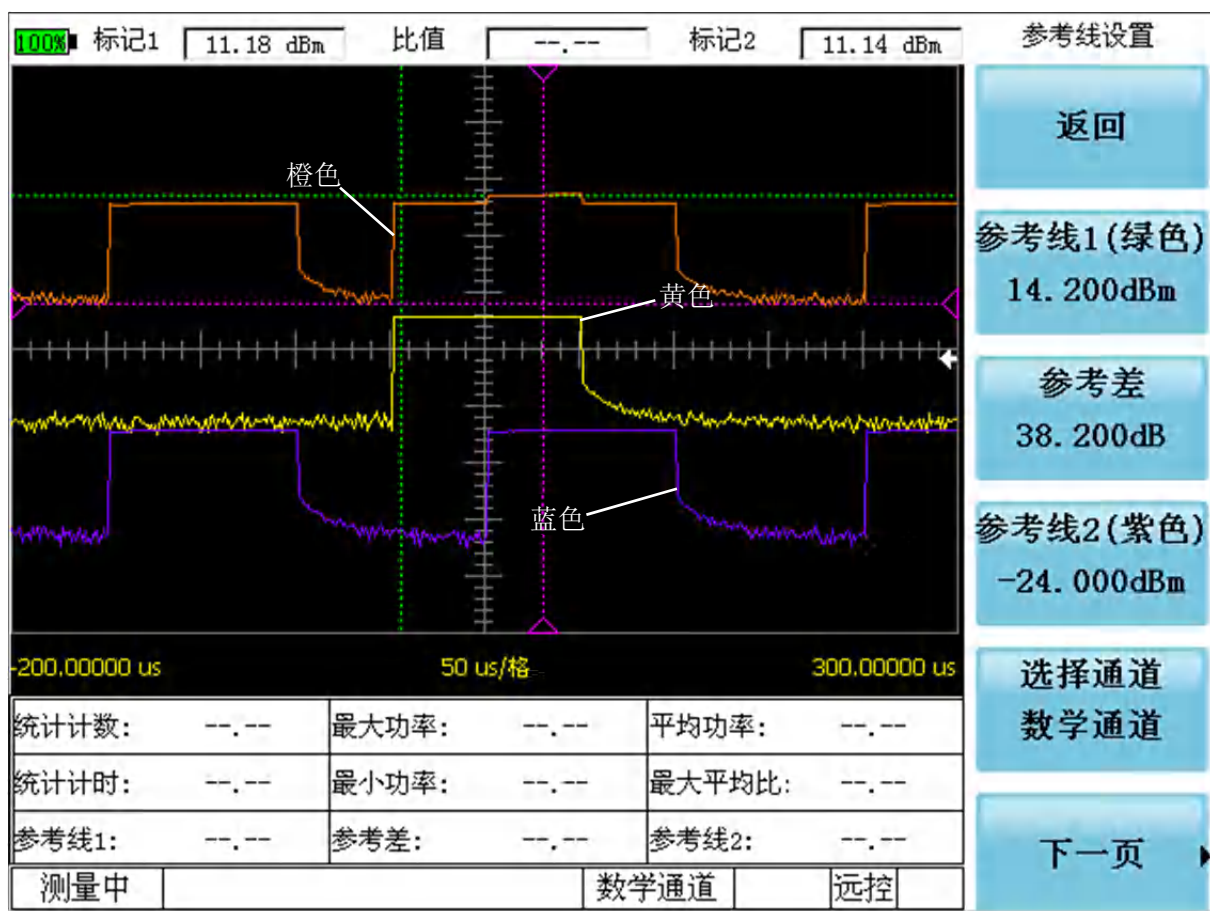 100% 标记1 11.18 dBm 比值 --.-- 标记2 11.14 dBm 参考线设置
返回
橙色
参考线1(绿色)
14.200dBm
黄色
参考差
38.200dB
蓝色
参考线2(紫色)
-24.000dBm
-200.00000 us 50 us/格 300.00000 us
选择通道
数学通道
统计计数: --.-- 最大功率: --.-- 平均功率: --.--
统计计时: --.-- 最小功率: --.-- 最大平均比: --.--
参考线1: --.-- 参考差: --.-- 参考线2: --.--
下一页
测量中 数学通道 远控